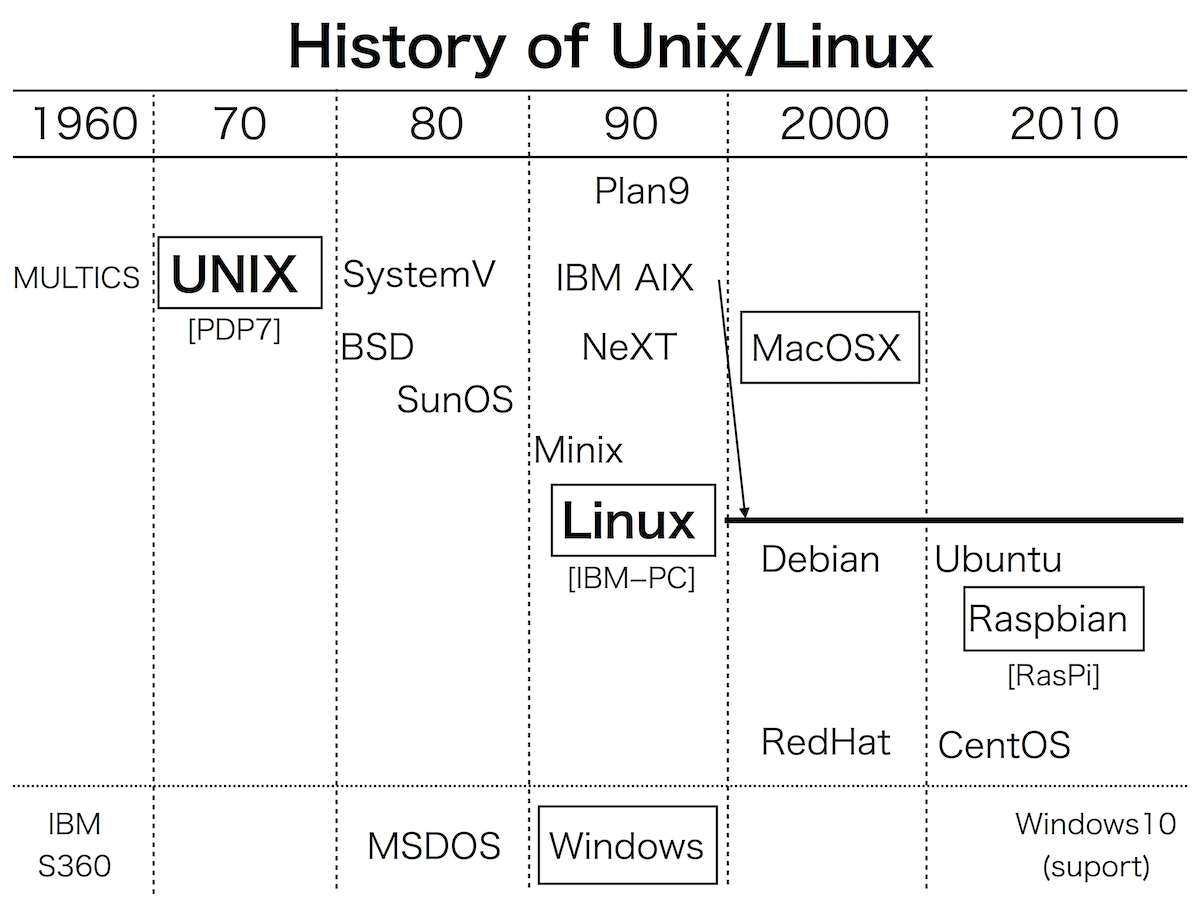 History of Unix/Linux
1960 70 80 90 2000 2010
Plan9
MULTICS UNIX SystemV IBM AIX
[PDP7]
BSD NeXT MacOSX
SunOS
Minix
Linux
[IBM-PC]
Debian Ubuntu
Raspbian
[RasPi]
RedHat CentOS
IBM
S360
MSDOS Windows
Windows10
(suport)